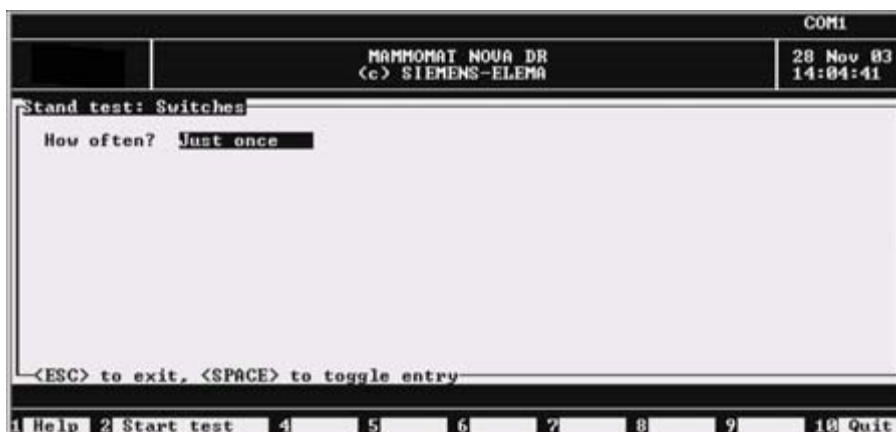 COM1
MAMMOMAT NOVA DR
(c) SIEMENS-ELEMA
28 Nov 03
14:04:41
Stand test: Switches
How often? Just once
<ESC> to exit, <SPACE> to toggle entry
1 Help 2 Start test 4 5 6 7 8 9 10 Quit